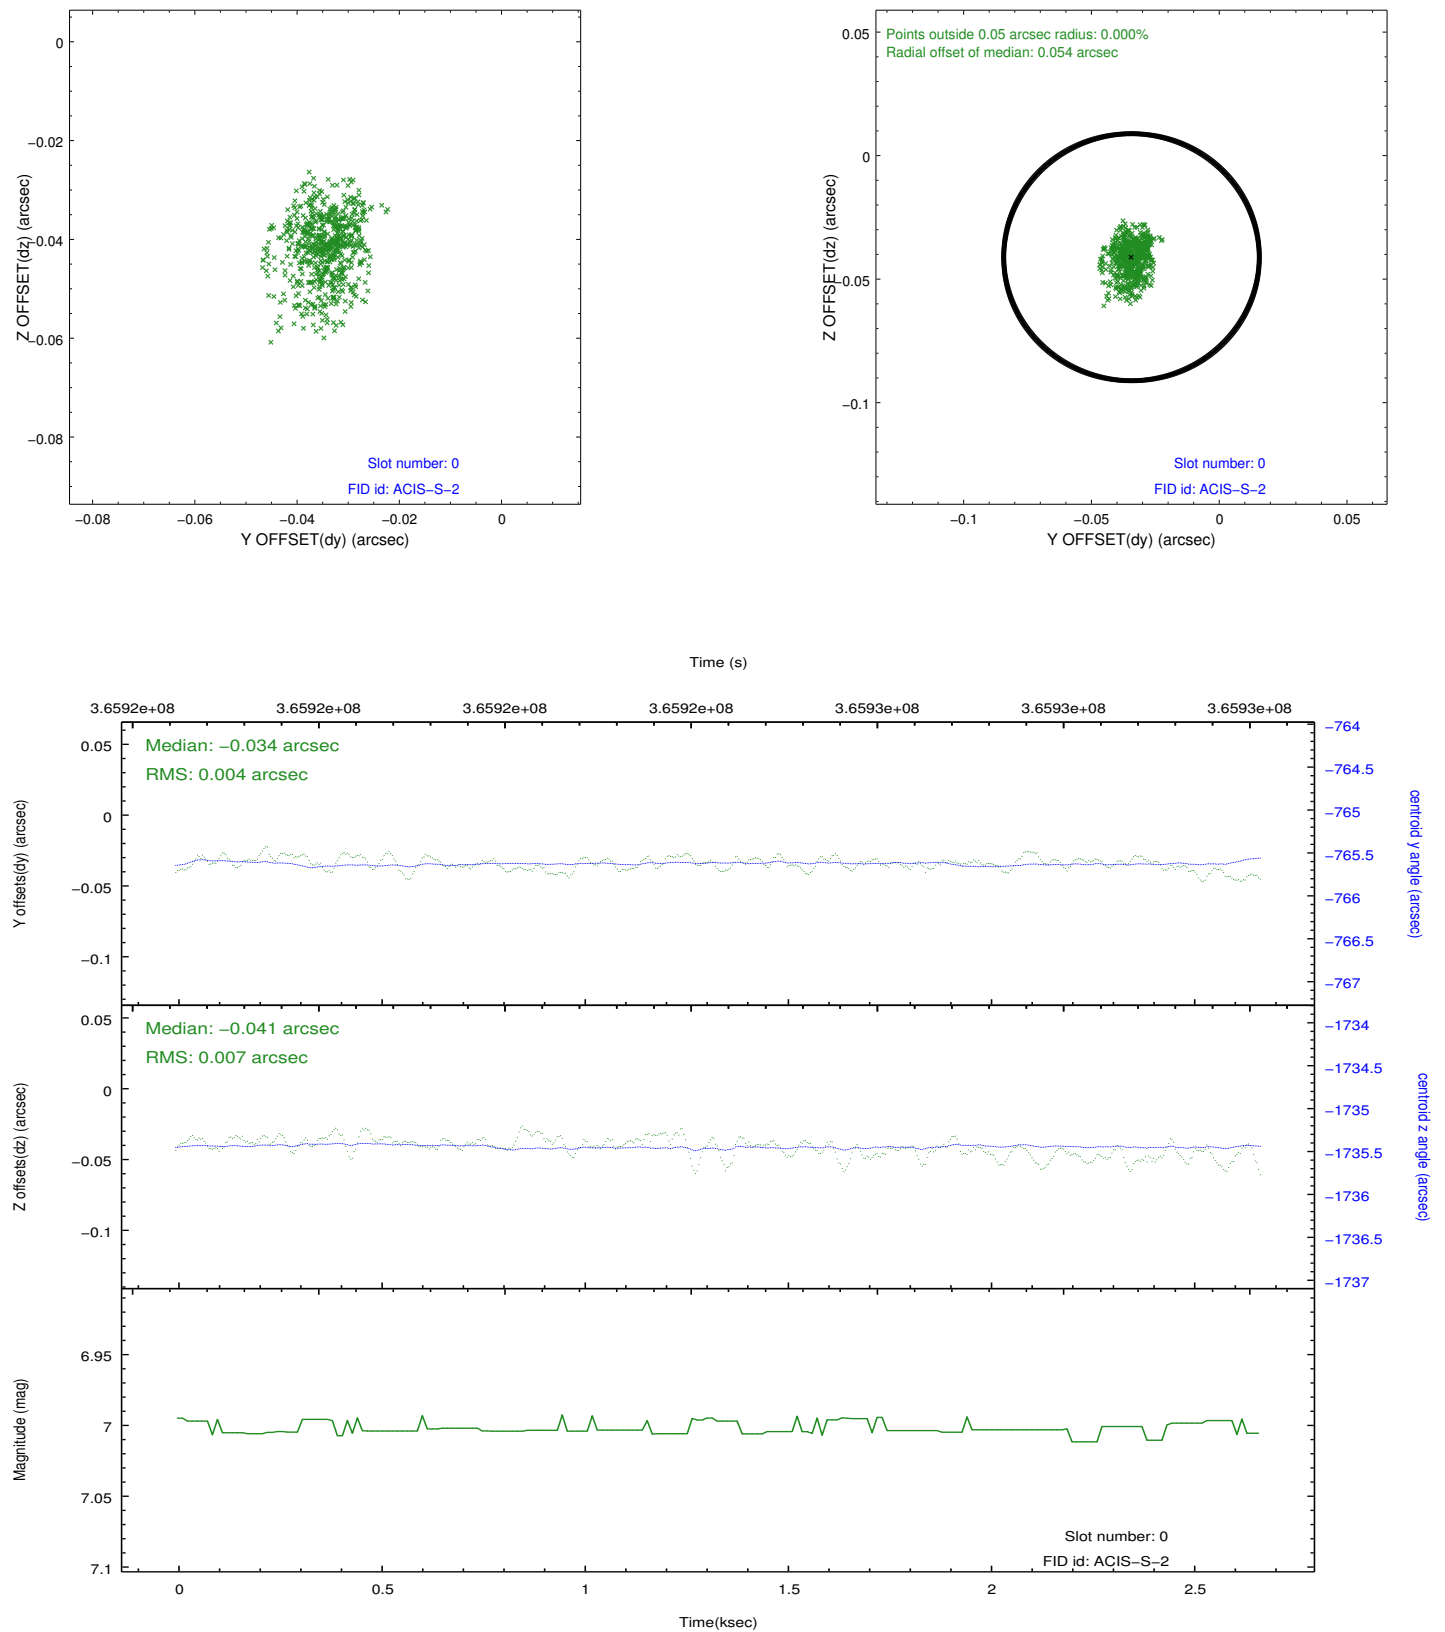 0
−0.02
−0.04
−0.06
−0.08
Z OFFSET(dz) (arcsec)
Slot number: 0
FID id: ACIS−S−2
−0.08 −0.06 −0.04 −0.02 0
Y OFFSET(dy) (arcsec)
Points outside 0.05 arcsec radius: 0.000%
Radial offset of median: 0.054 arcsec
0.05
0
−0.05
−0.1
Z OFFSET(dz) (arcsec)
Slot number: 0
FID id: ACIS−S−2
−0.1 −0.05 0 0.05
Y OFFSET(dy) (arcsec)
Time (s)
3.6592e+08 3.6592e+08 3.6592e+08 3.6592e+08 3.6593e+08 3.6593e+08 3.6593e+08
Median: −0.034 arcsec
RMS: 0.004 arcsec
0.05
0
−0.05
−0.1
Y offsets(dy) (arcsec)
−764
−764.5
−765
−765.5
−766
−766.5
−767
centroid y angle (arcsec)
Median: −0.041 arcsec
RMS: 0.007 arcsec
0.05
0
−0.05
−0.1
Z offsets(dz) (arcsec)
−1734
−1734.5
−1735
−1735.5
−1736
−1736.5
−1737
centroid z angle (arcsec)
6.95
7
7.05
7.1
Magnitude (mag)
Slot number: 0
FID id: ACIS−S−2
0 0.5 1 1.5 2 2.5
Time(ksec)